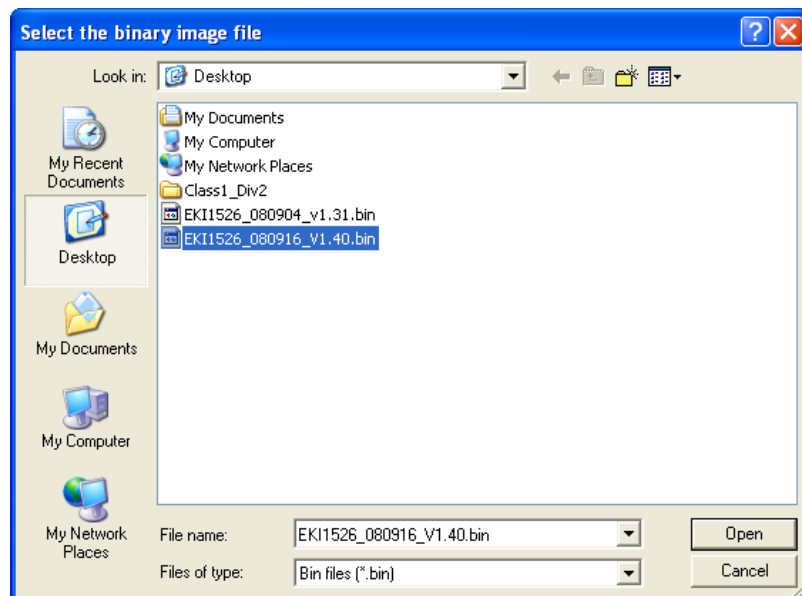 Select the binary image file
Look in: Desktop
My Recent
Documents
Desktop
My Documents
My Computer
My Network
Places
My Documents
My Computer
My Network Places
Class1_Div2
EKI1526_080904_v1.31.bin
EKI1526_080916_V1.40.bin
File name: EKI1526_080916_V1.40.bin Open
Files of type: Bin files (*.bin) Cancel